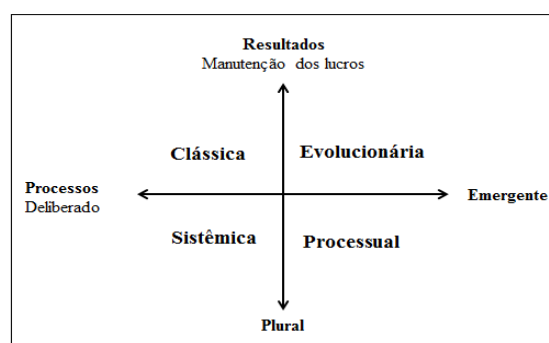 Resultados
Manutenção dos lucros
Clássica
Evolucionária
Processos
Deliberado
Emergente
Sistêmica
Processual
Plural